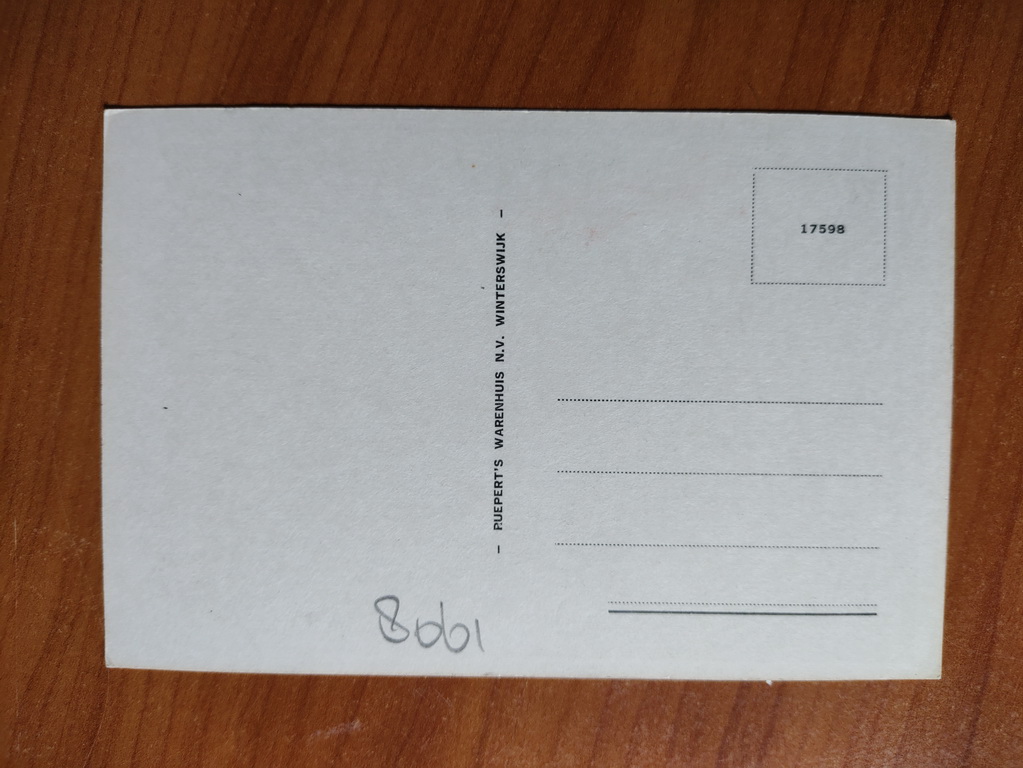 17598
– RUEPERT'S WARENHUIS N.V. WINTERSWIJK –
1998